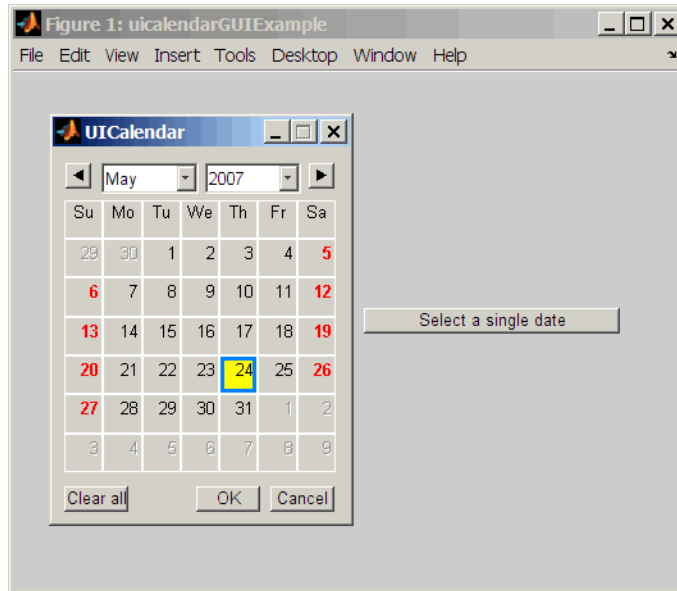 Figure 1: uicalendarGUIExample
File Edit View Insert Tools Desktop Window Help
UICalendar
May 2007
Su Mo Tu We Th Fr Sa
29 30 1 2 3 4 5
6 7 8 9 10 11 12
13 14 15 16 17 18 19
Select a single date
20 21 22 23 24 25 26
27 28 29 30 31 1 2
3 4 5 6 7 8 9
Clear all OK Cancel